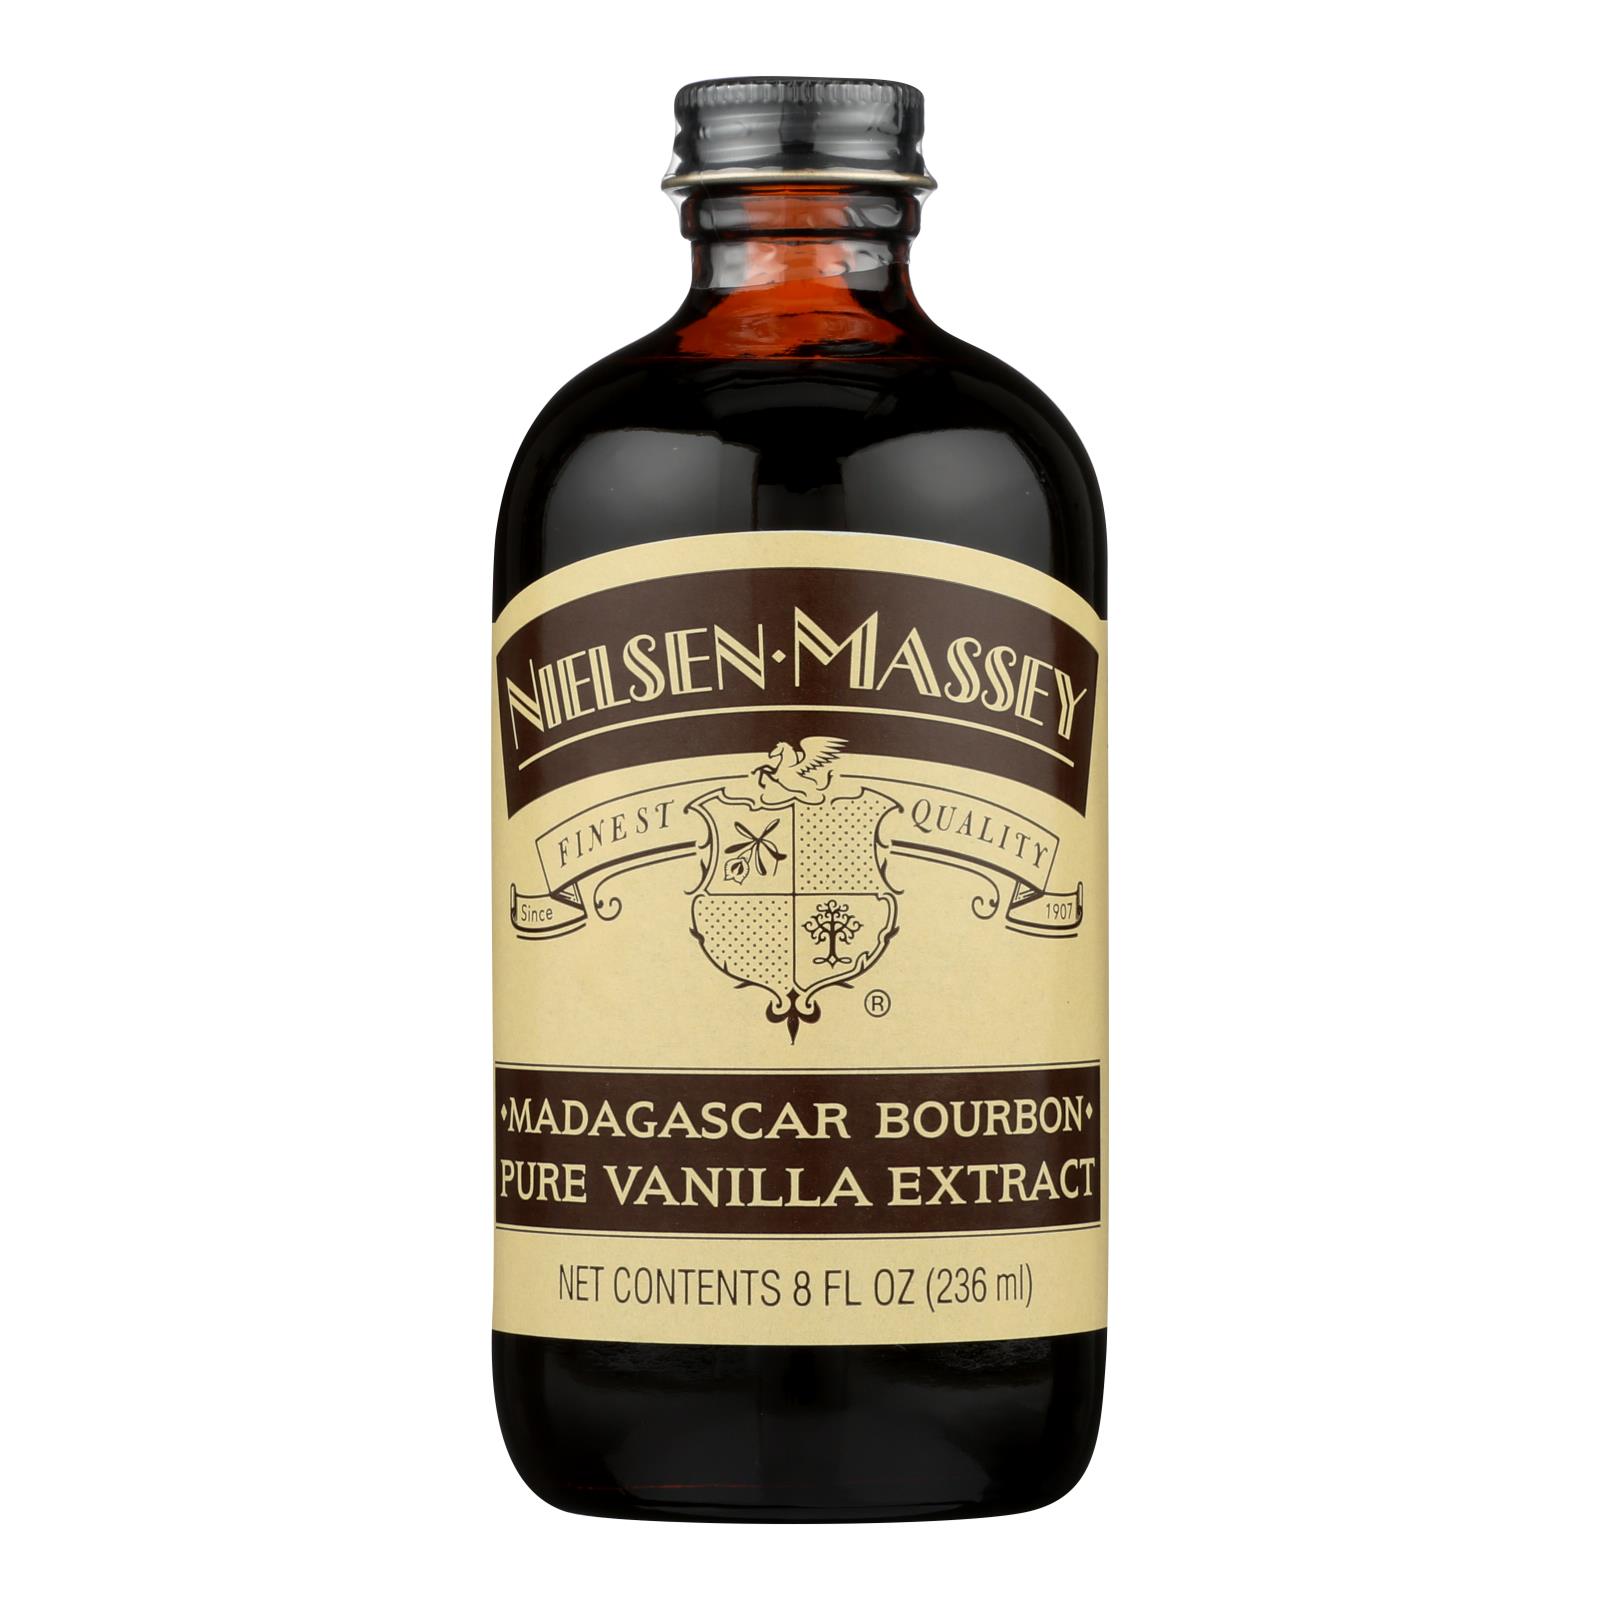 NIELSEN·MASSEY
FINEST QUALITY
Since 1907
®
·MADAGASCAR BOURBON·
PURE VANILLA EXTRACT
NET CONTENTS 8 FL OZ (236 ml)